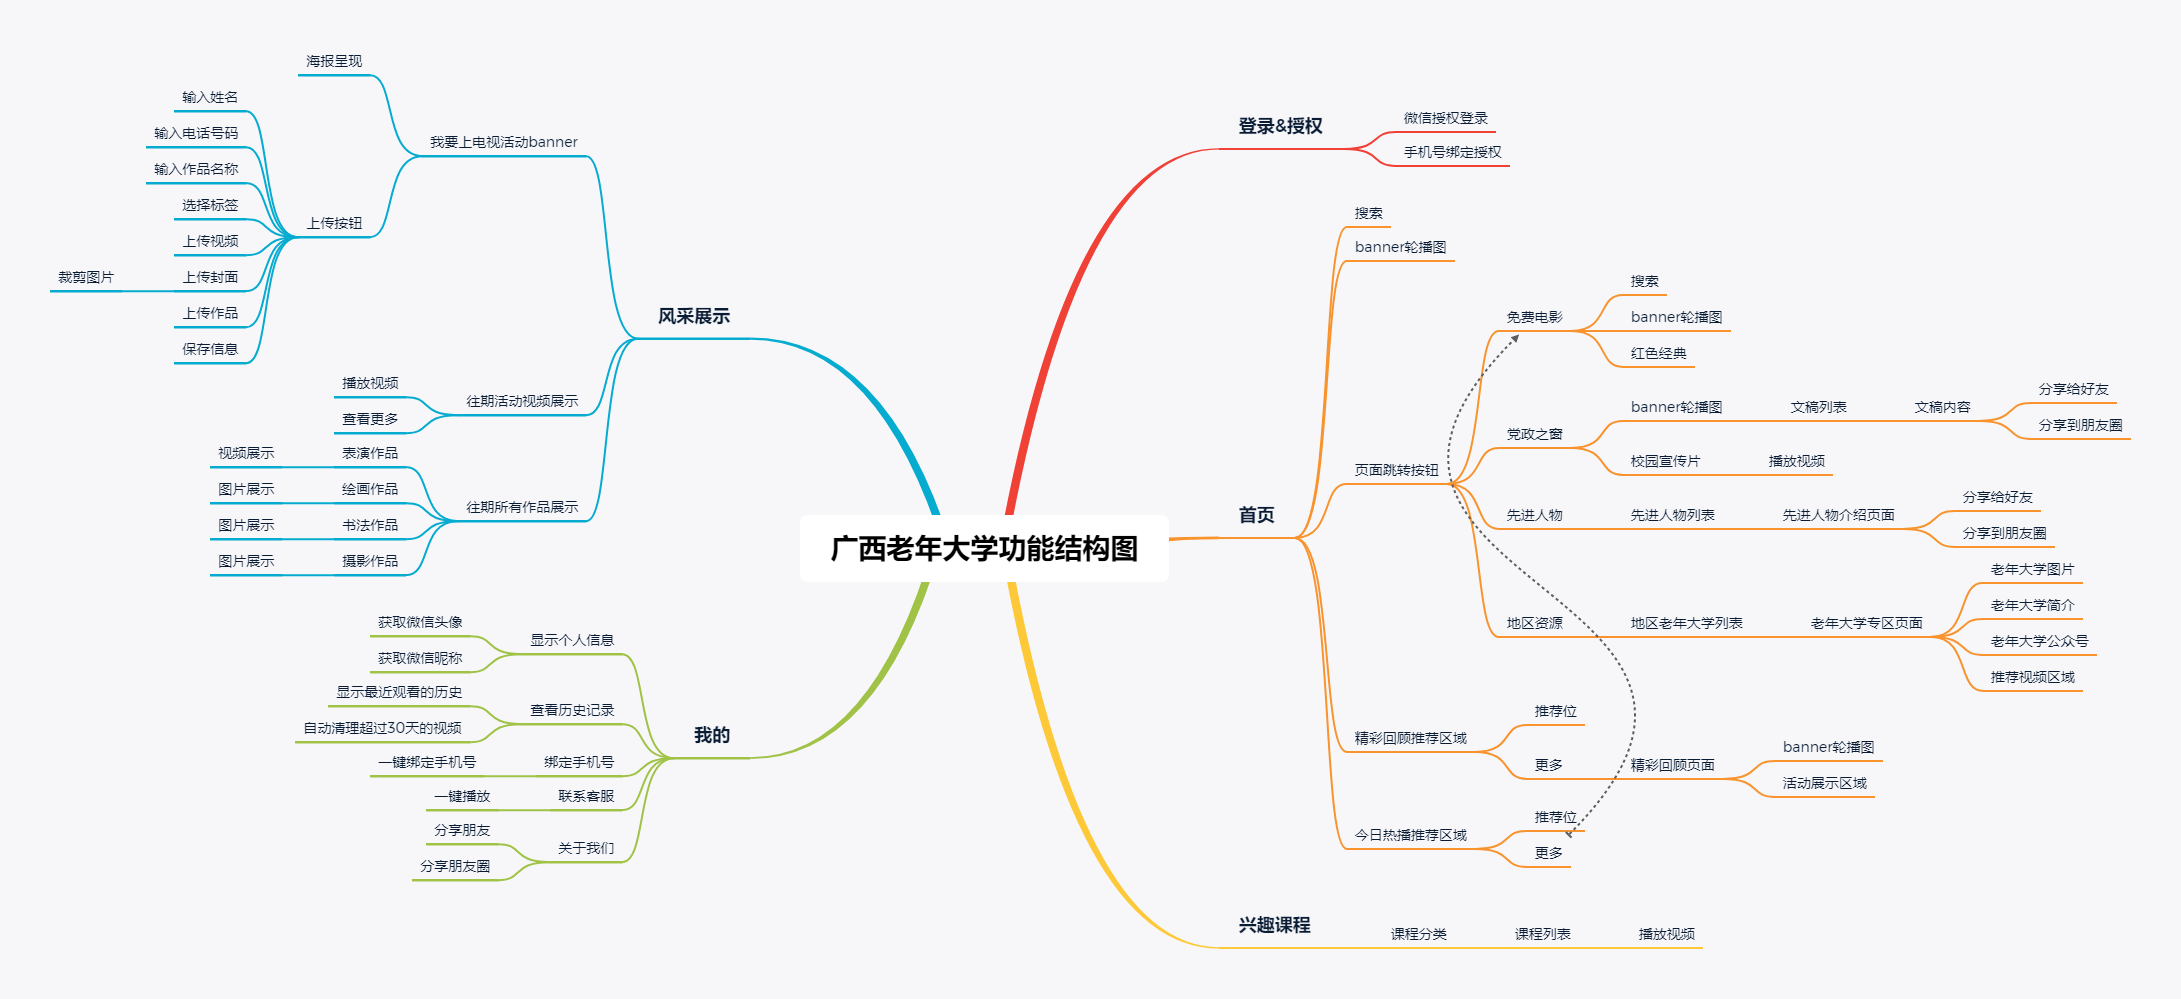 广西老年大学功能结构图
登录&授权
微信授权登录
手机号绑定授权
首页
搜索
banner轮播图
页面跳转按钮
免费电影
搜索
banner轮播图
红色经典
党政之窗
banner轮播图
文稿列表
文稿内容
分享给好友
分享到朋友圈
校园宣传片
播放视频
先进人物
先进人物列表
先进人物介绍页面
分享给好友
分享到朋友圈
地区资源
地区老年大学列表
老年大学专区页面
老年大学图片
老年大学简介
老年大学公众号
推荐视频区域
精彩回顾推荐区域
推荐位
更多
精彩回顾页面
banner轮播图
活动展示区域
今日热播推荐区域
推荐位
更多
兴趣课程
课程分类
课程列表
播放视频
风采展示
我要上电视活动banner
海报呈现
上传按钮
输入姓名
输入电话号码
输入作品名称
选择标签
上传视频
上传封面
裁剪图片
上传作品
保存信息
往期活动视频展示
播放视频
查看更多
往期所有作品展示
表演作品
视频展示
绘画作品
图片展示
书法作品
图片展示
摄影作品
图片展示
我的
显示个人信息
获取微信头像
获取微信昵称
查看历史记录
显示最近观看的历史
自动清理超过30天的视频
绑定手机号
一键绑定手机号
联系客服
一键播放
关于我们
分享朋友
分享朋友圈